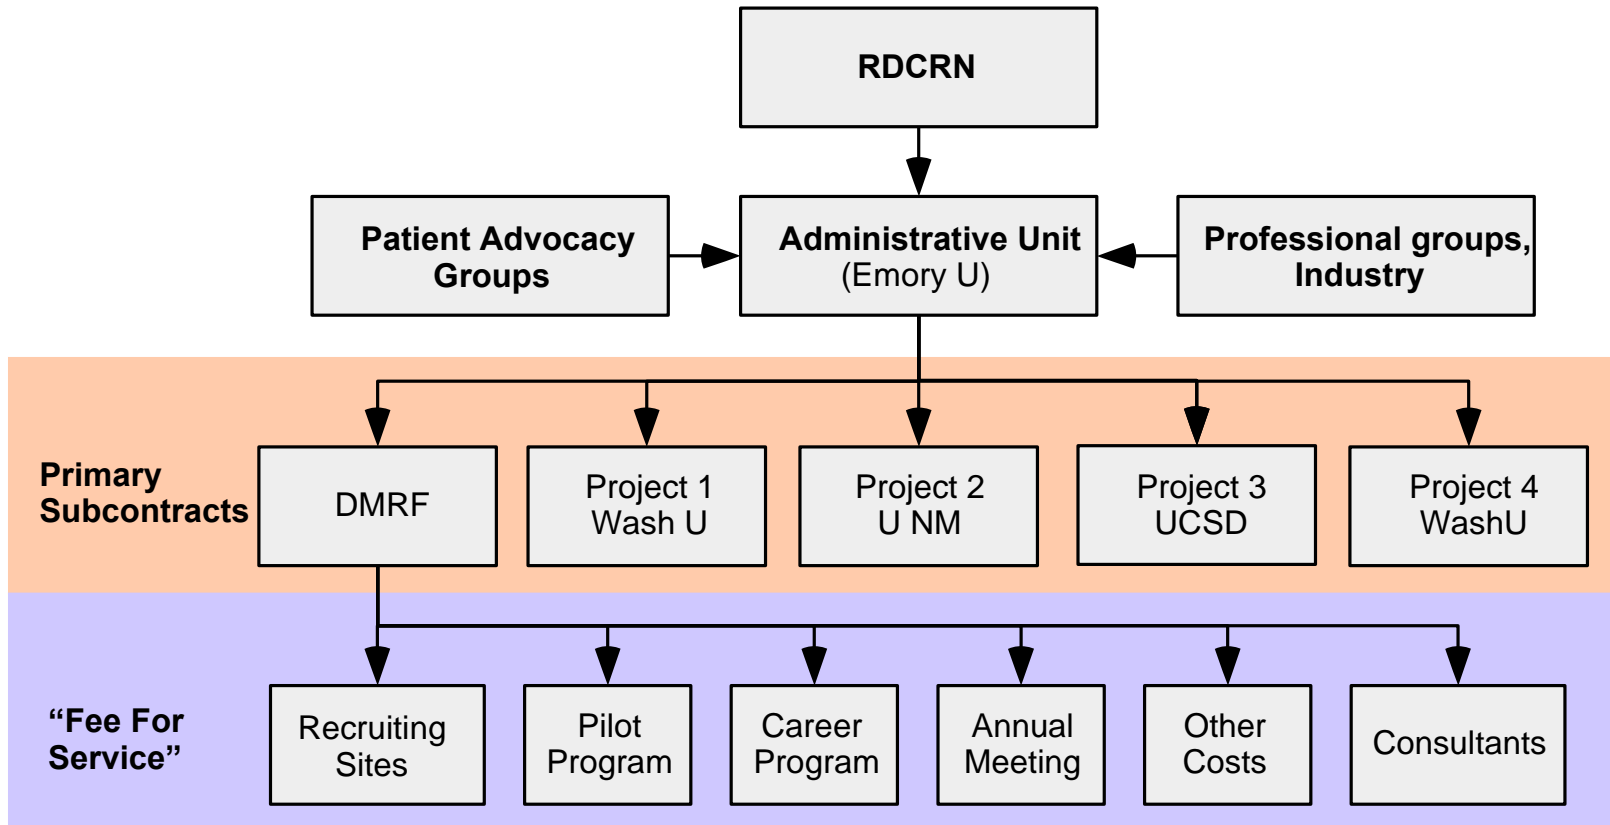 RDCRN
Patient Advocacy
Groups
Administrative Unit
(Emory U)
Professional groups,
Industry
Primary
Subcontracts
DMRF
Project 1
Wash U
Project 2
U NM
Project 3
UCSD
Project 4
WashU
“Fee For
Service”
Recruiting
Sites
Pilot
Program
Career
Program
Annual
Meeting
Other
Costs
Consultants